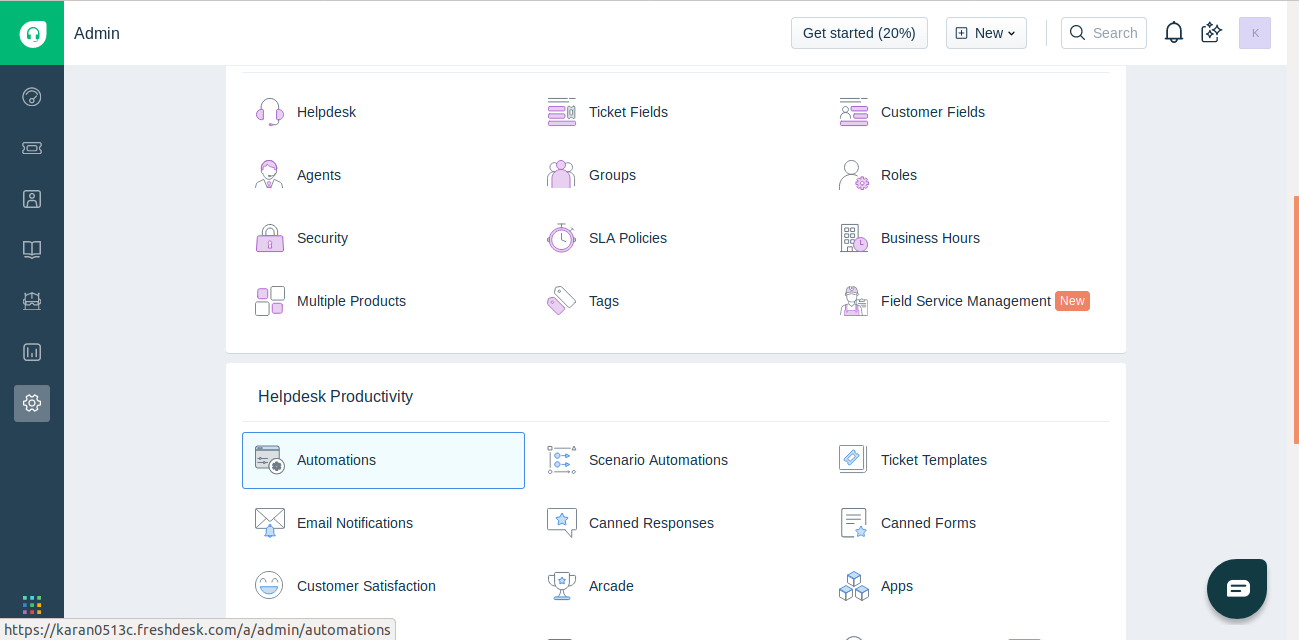 Admin
Get started (20%)
New
Search
K
Helpdesk
Ticket Fields
Customer Fields
Agents
Groups
Roles
Security
SLA Policies
Business Hours
Multiple Products
Tags
Field Service Management New
Helpdesk Productivity
Automations
Scenario Automations
Ticket Templates
Email Notifications
Canned Responses
Canned Forms
Customer Satisfaction
Arcade
Apps
https://karan0513c.freshdesk.com/a/admin/automations